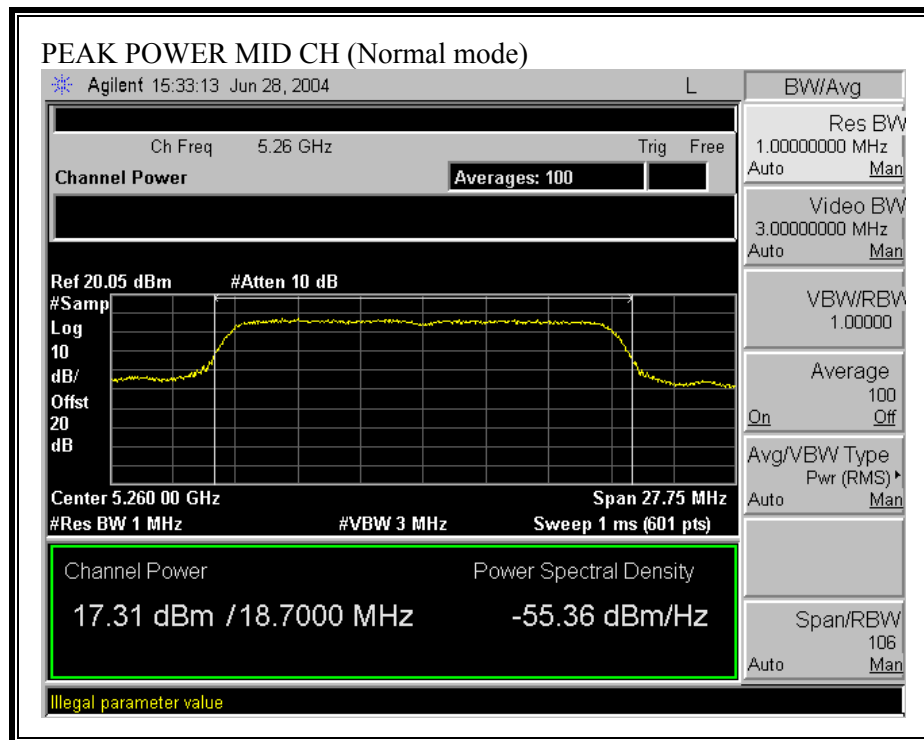 PEAK POWER MID CH (Normal mode)
Agilent 15:33:13 Jun 28, 2004 L
Ch Freq 5.26 GHz Trig Free
Channel Power Averages: 100
Ref 20.05 dBm #Atten 10 dB
#Samp
Log
10
dB/
Offst
20
dB
Center 5.260 00 GHz Span 27.75 MHz
#Res BW 1 MHz #VBW 3 MHz Sweep 1 ms (601 pts)
Channel Power Power Spectral Density
17.31 dBm /18.7000 MHz -55.36 dBm/Hz
Illegal parameter value
BW/Avg
Res BW
1.00000000 MHz
Auto Man
Video BW
3.00000000 MHz
Auto Man
VBW/RBW
1.00000
Average
100
On Off
Avg/VBW Type
Pwr (RMS)
Auto Man
Span/RBW
106
Auto Man